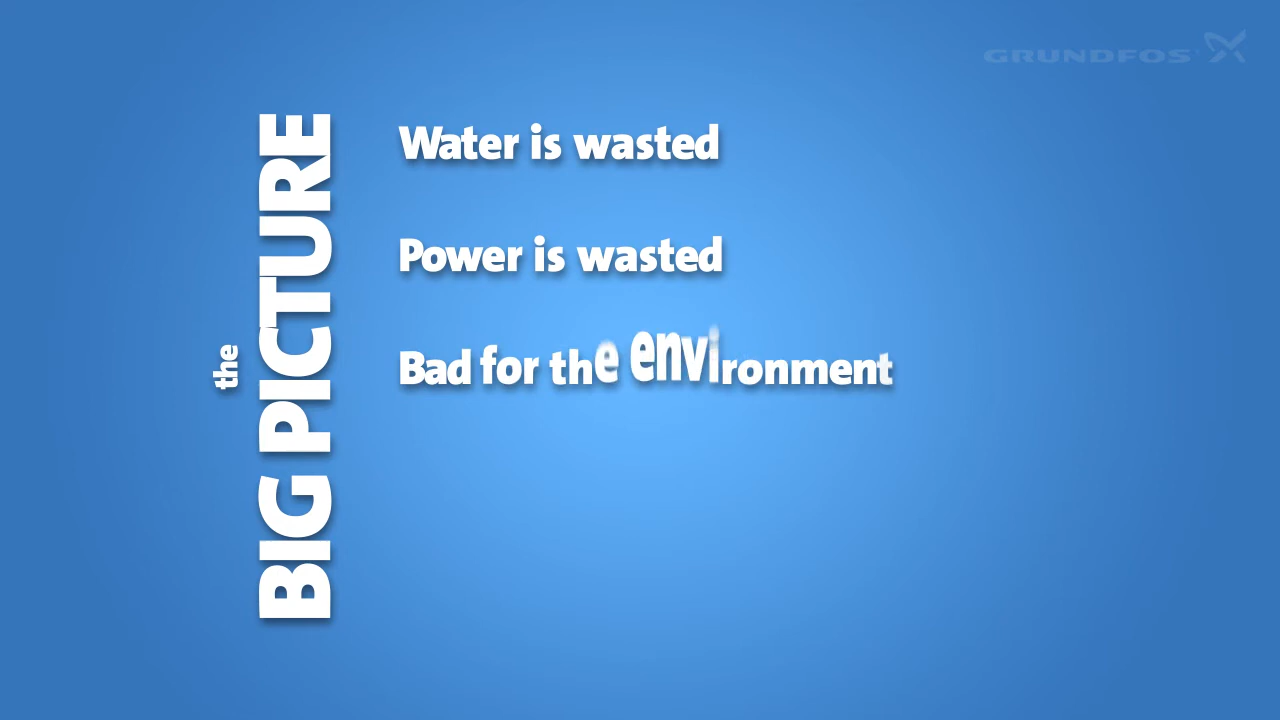 the
BIG PICTURE
Water is wasted
Power is wasted
Bad for the environment
GRUNDFOS